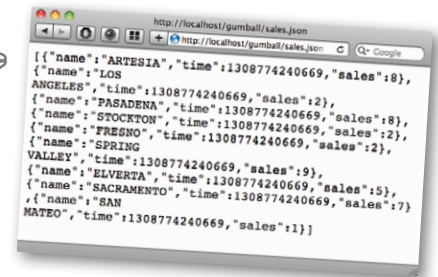 http://localhost/gumball/sales.json
http://localhost/gumball/sales.json
Google
[{"name":"ARTESIA","time":1308774240669,"sales":8},
{"name":"LOS
ANGELES","time":1308774240669,"sales":2},
{"name":"PASADENA","time":1308774240669,"sales":8},
{"name":"STOCKTON","time":1308774240669,"sales":2},
{"name":"FRESNO","time":1308774240669,"sales":2},
{"name":"SPRING
VALLEY","time":1308774240669,"sales":9},
{"name":"ELVERTA","time":1308774240669,"sales":5},
{"name":"SACRAMENTO","time":1308774240669,"sales":7}
,{"name":"SAN
MATEO","time":1308774240669,"sales":1}]